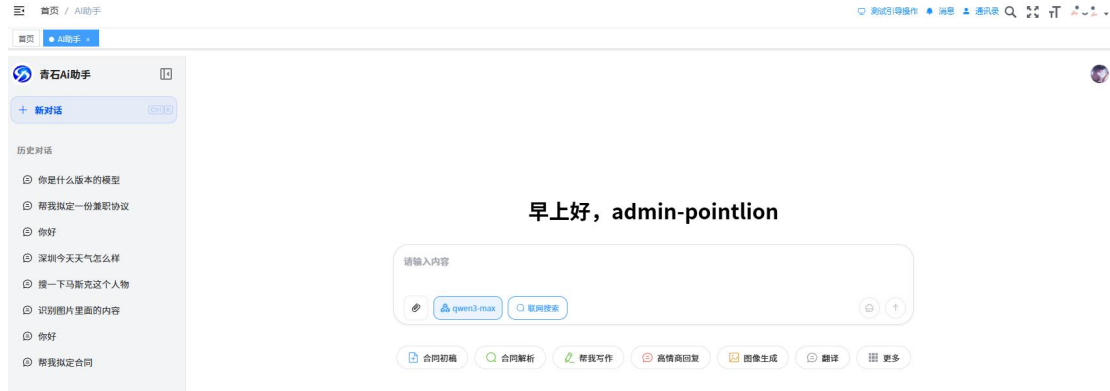 首页 / AI助手
测试引导操作 消息 通讯录
首页 AI助手 ×
青石Ai助手
+ 新对话 Ctrl K
历史对话
你是什么版本的模型
帮我拟定一份兼职协议
你好
深圳今天天气怎么样
搜一下马斯克这个人物
识别图片里面的内容
你好
帮我拟定合同
早上好，admin-pointlion
请输入内容
qwen3-max 联网搜索
合同初稿 合同解析 帮我写作 高情商回复 图像生成 翻译 更多